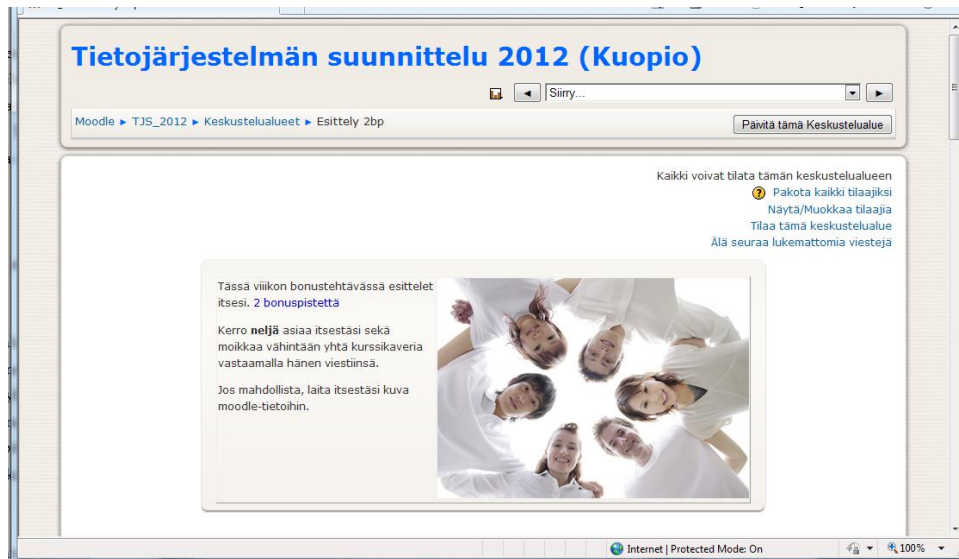 Tietojärjestelmän suunnittelu 2012 (Kuopio)
Siirry...
Moodle ► TJS_2012 ► Keskustelualueet ► Esittely 2bp
Päivitä tämä Keskustelualue
Kaikki voivat tilata tämän keskustelualueen
Pakota kaikki tilaajiksi
Näytä/Muokkaa tilaajia
Tilaa tämä keskustelualue
Älä seuraa lukemattomia viestejä
Tässä viikon bonustehtävässä esittelet
itsesi. 2 bonuspistettä
Kerro neljä asiaa itsestäsi sekä
moikkaa vähintään yhtä kurssikaveria
vastaamalla hänen viestiinsä.
Jos mahdollista, laita itsestäsi kuva
moodle-tietoihin.
Internet | Protected Mode: On
100%